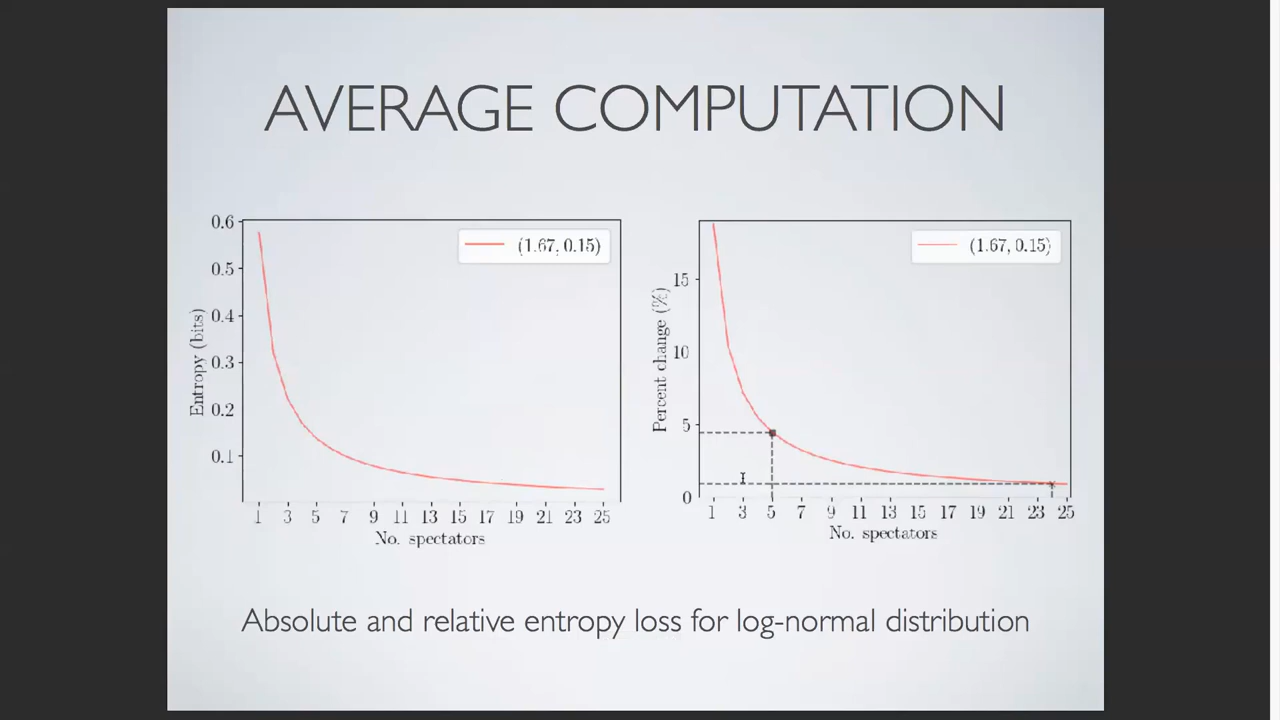 AVERAGE COMPUTATION
0.6
0.5
0.4
0.3
0.2
0.1
Entropy (bits)
(1.67, 0.15)
1 3 5 7 9 11 13 15 17 19 21 23 25
No. spectators
15
10
5
0
Percent change (%)
(1.67, 0.15)
1 3 5 7 9 11 13 15 17 19 21 23 25
No. spectators
Absolute and relative entropy loss for log-normal distribution